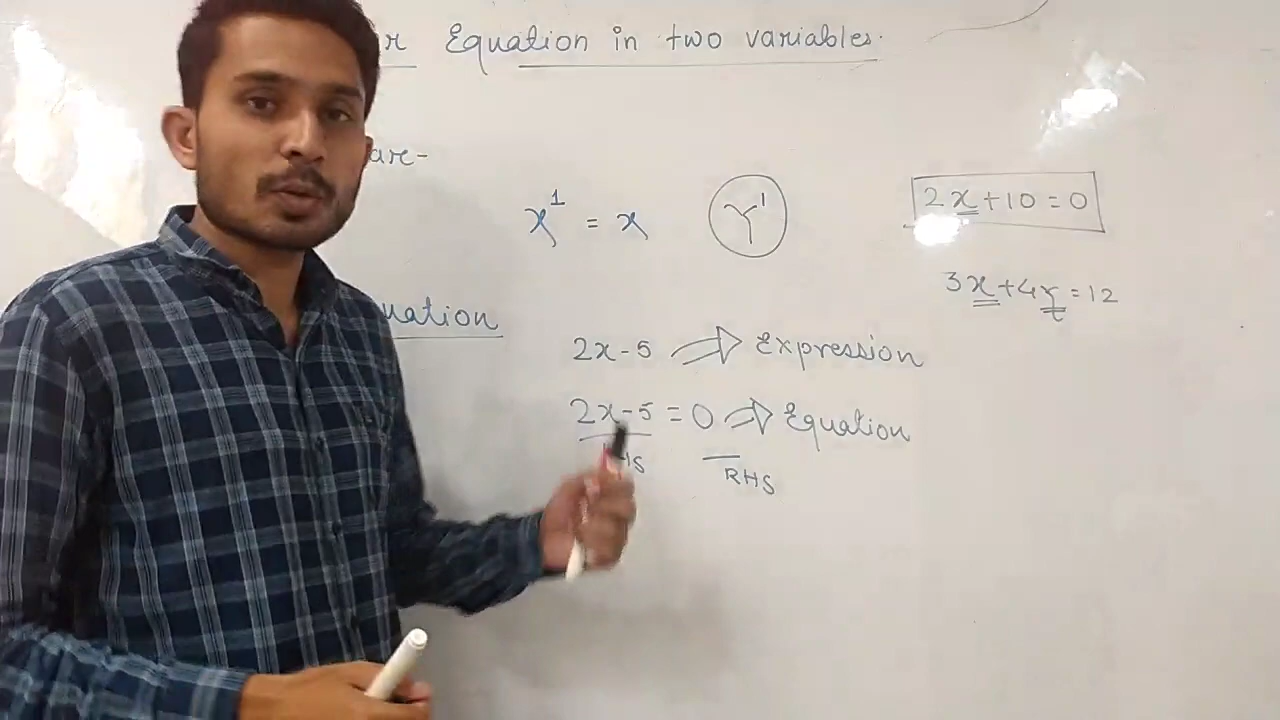 r Equation in two variables.
are-
x¹ = x
Y¹
2x+10=0
3x+4y=12
uation
2x-5 ⇒ Expression
2x-5 = 0 ⇒ Equation
HS
RHS